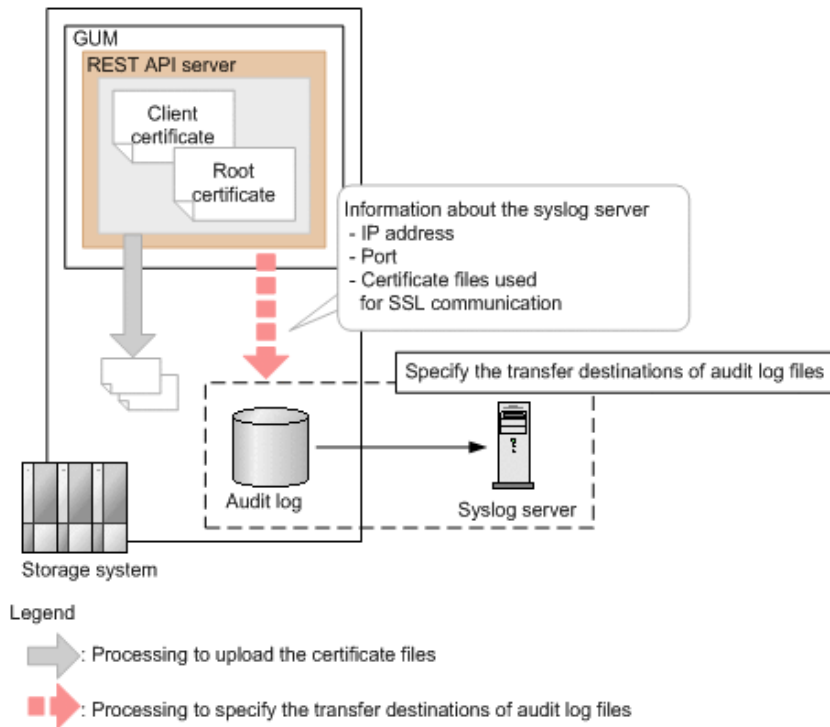 GUM
REST API server
Client
certificate
Root
certificate
Information about the syslog server
- IP address
- Port
- Certificate files used
for SSL communication
Specify the transfer destinations of audit log files
Audit log
Syslog server
Storage system
Legend
: Processing to upload the certificate files
: Processing to specify the transfer destinations of audit log files